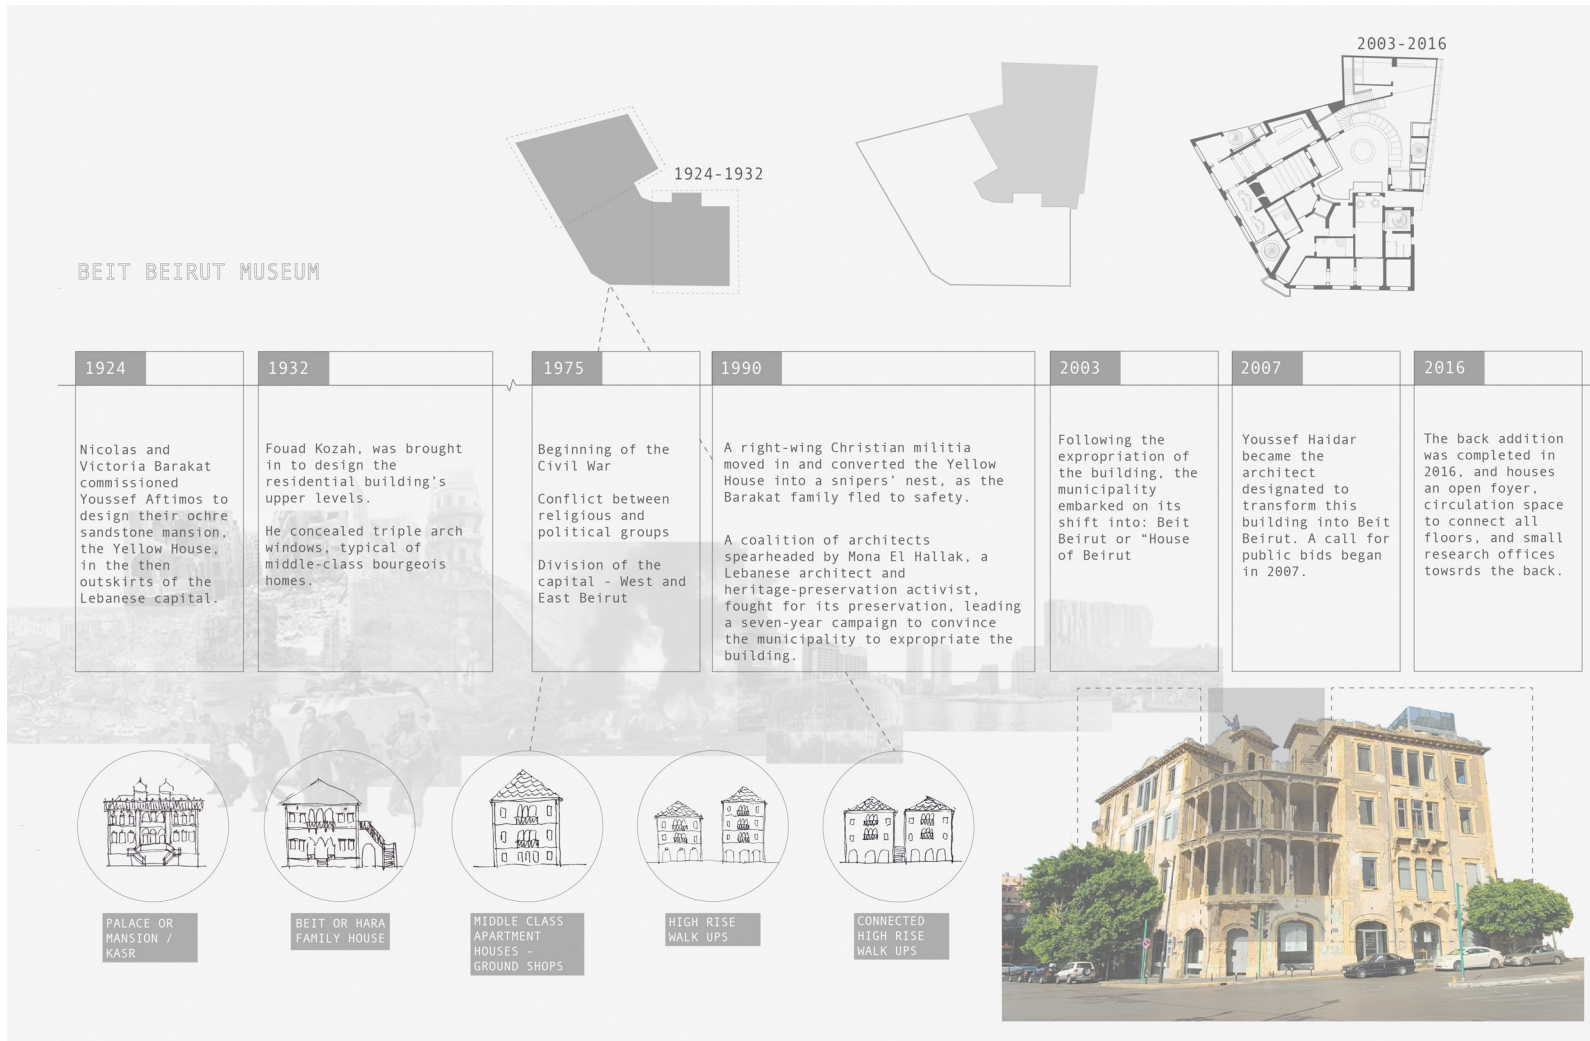 2003-2016
1924-1932
BEIT BEIRUT MUSEUM
1924
Nicolas and
Victoria Barakat
commissioned
Youssef Aftimos to
design their ochre
sandstone mansion,
the Yellow House,
in the then
outskirts of the
Lebanese capital.
1932
Fouad Kozah, was brought
in to design the
residential building's
upper levels.
He concealed triple arch
windows, typical of
middle-class bourgeois
homes.
1975
Beginning of the
Civil War
Conflict between
religious and
political groups
Division of the
capital - West and
East Beirut
1990
A right-wing Christian militia
moved in and converted the Yellow
House into a snipers' nest, as the
Barakat family fled to safety.
A coalition of architects
spearheaded by Mona El Hallak, a
Lebanese architect and
heritage-preservation activist,
fought for its preservation, leading
a seven-year campaign to convince
the municipality to expropriate the
building.
2003
Following the
expropriation of
the building, the
municipality
embarked on its
shift into: Beit
Beirut or “House
of Beirut
2007
Youssef Haidar
became the
architect
designated to
transform this
building into Beit
Beirut. A call for
public bids began
in 2007.
2016
The back addition
was completed in
2016, and houses
an open foyer,
circulation space
to connect all
floors, and small
research offices
towsrds the back.
PALACE OR
MANSION /
KASR
BEIT OR HARA
FAMILY HOUSE
MIDDLE CLASS
APARTMENT
HOUSES -
GROUND SHOPS
HIGH RISE
WALK UPS
CONNECTED
HIGH RISE
WALK UPS